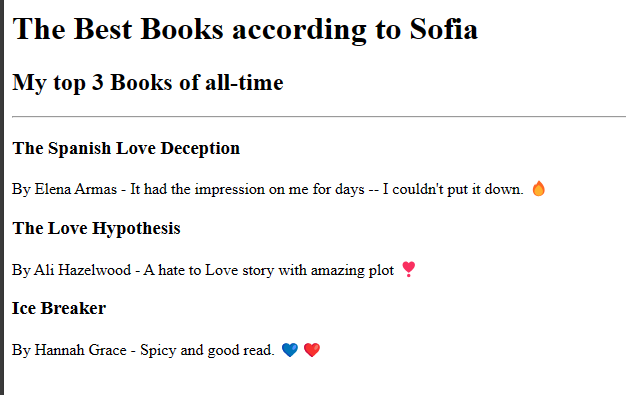 The Best Books according to Sofia
My top 3 Books of all-time
The Spanish Love Deception
By Elena Armas - It had the impression on me for days -- I couldn't put it down. 🔥
The Love Hypothesis
By Ali Hazelwood - A hate to Love story with amazing plot ❣️
Ice Breaker
By Hannah Grace - Spicy and good read. 💙❤️